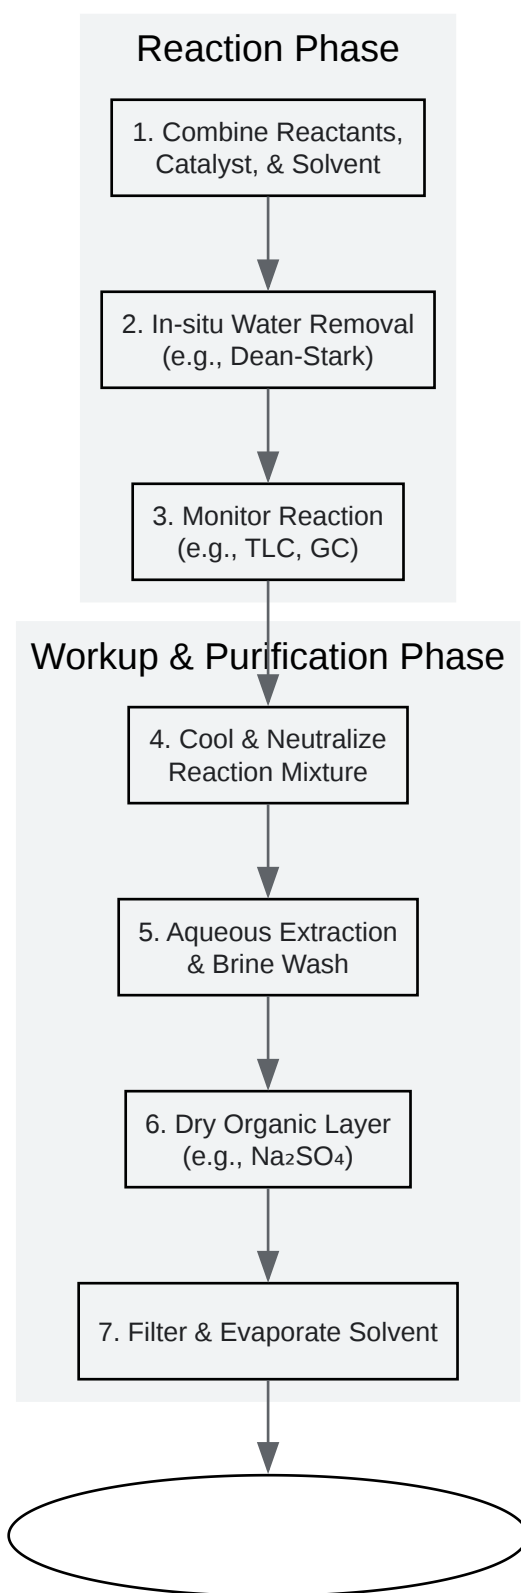 Reaction Phase
1. Combine Reactants,
Catalyst, & Solvent
2. In-situ Water Removal
(e.g., Dean-Stark)
3. Monitor Reaction
(e.g., TLC, GC)
Workup & Purification Phase
4. Cool & Neutralize
Reaction Mixture
5. Aqueous Extraction
& Brine Wash
6. Dry Organic Layer
(e.g., Na₂SO₄)
7. Filter & Evaporate Solvent